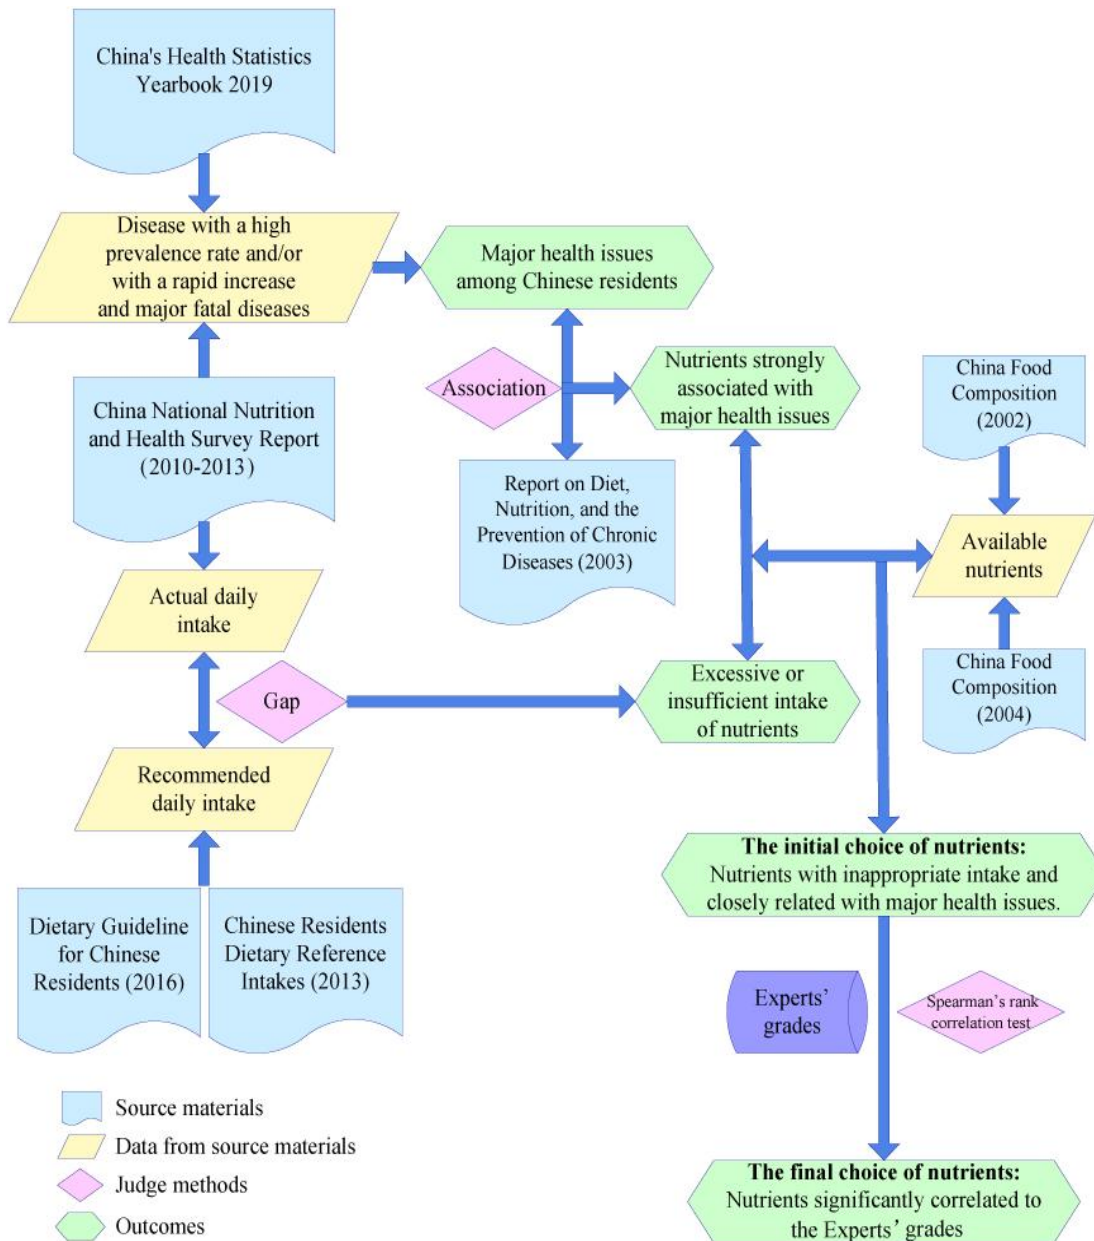 China's Health Statistics
Yearbook 2019
Disease with a high
prevalence rate and/or
with a rapid increase
and major fatal diseases
Major health issues
among Chinese residents
China National Nutrition
and Health Survey Report
(2010-2013)
Association
Nutrients strongly
associated with
major health issues
China Food
Composition
(2002)
Report on Diet,
Nutrition, and the
Prevention of Chronic
Diseases (2003)
Available
nutrients
Actual daily
intake
Gap
Excessive or
insufficient intake
of nutrients
China Food
Composition
(2004)
Recommended
daily intake
The initial choice of nutrients:
Nutrients with inappropriate intake and
closely related with major health issues.
Dietary Guideline
for Chinese
Residents (2016)
Chinese Residents
Dietary Reference
Intakes (2013)
Experts’
grades
Spearman’s rank
correlation test
Source materials
Data from source materials
Judge methods
Outcomes
The final choice of nutrients:
Nutrients significantly correlated to
the Experts’ grades